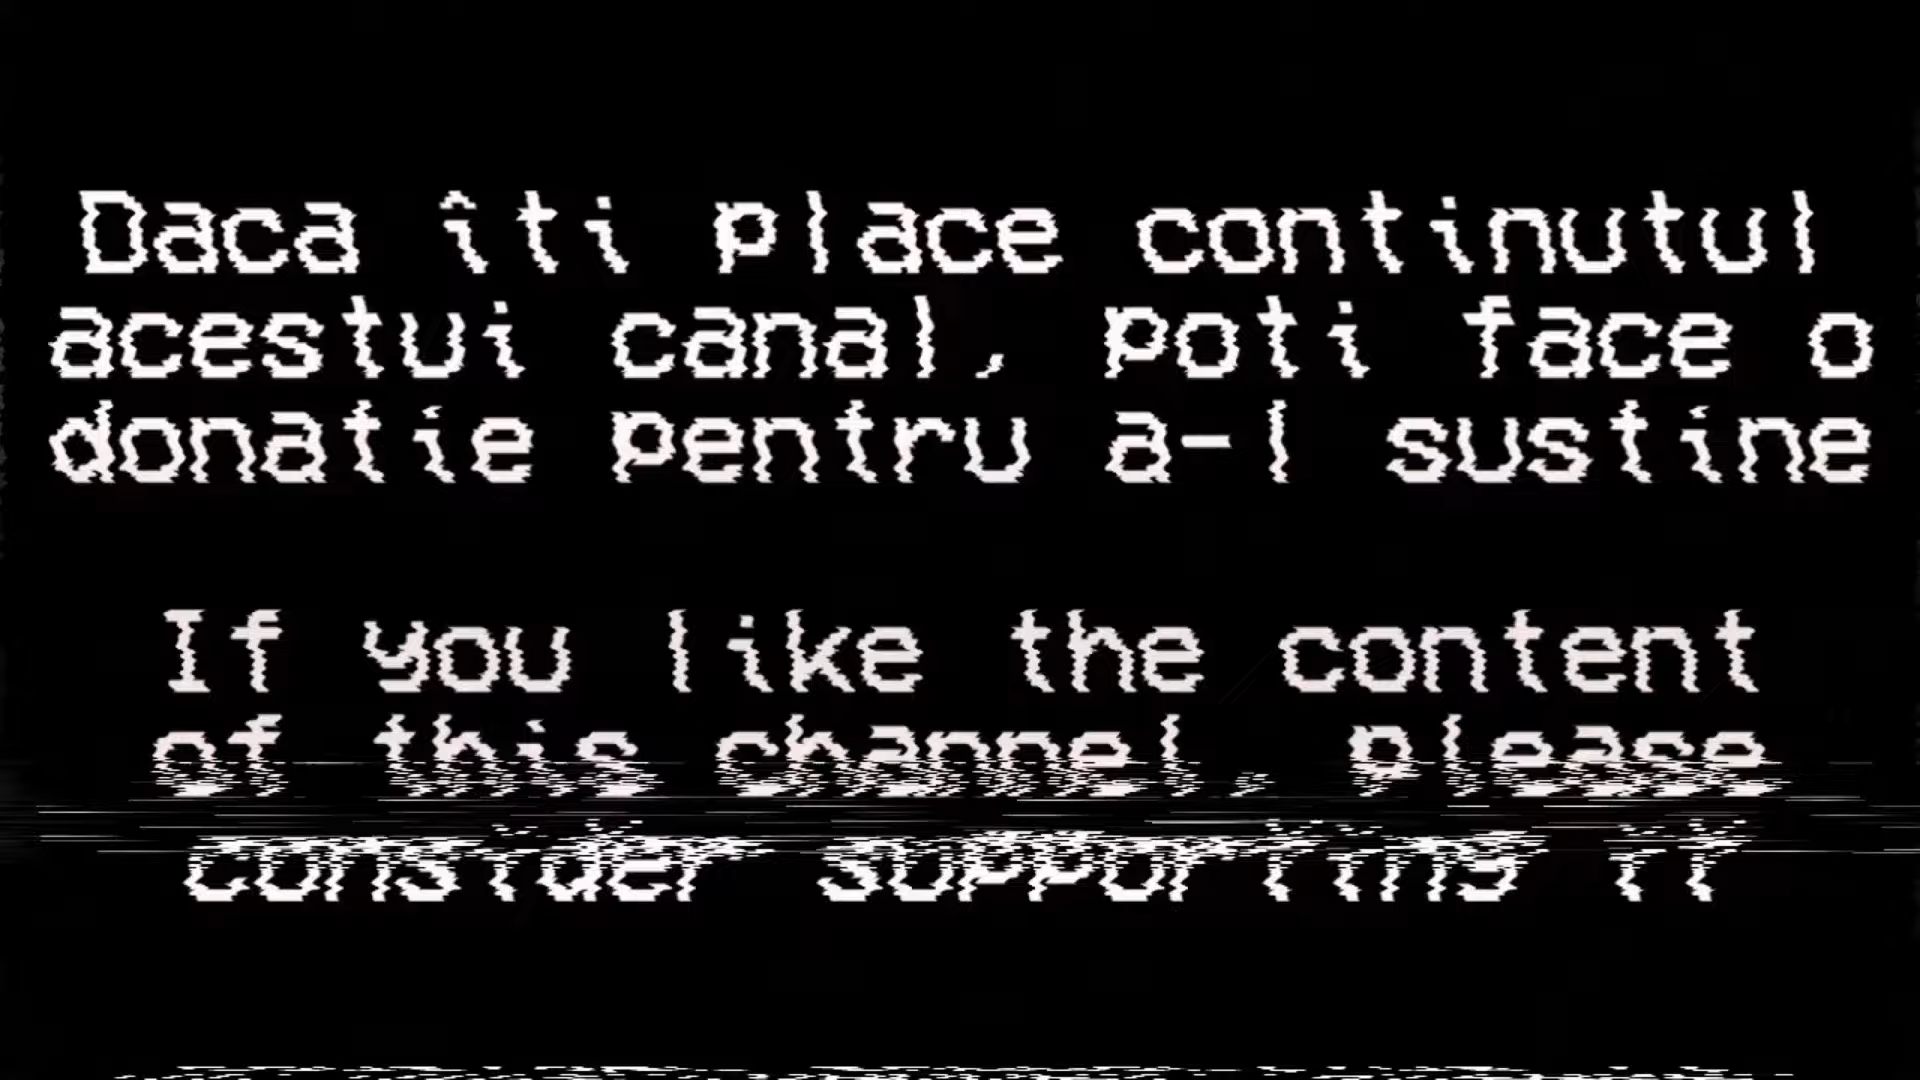 Daca îti place continutul
acestui canal, poti face o
donatie pentru a-l sustine
If you like the content
of this channel, please
consider supporting it